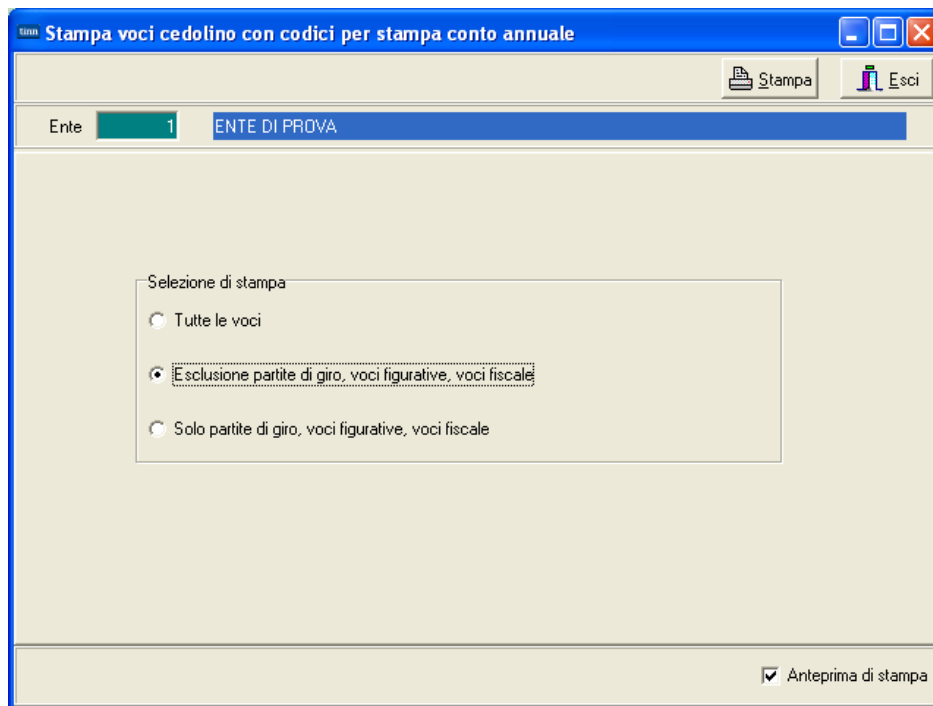 tinn Stampa voci cedolino con codici per stampa conto annuale
Stampa Esci
Ente 1 ENTE DI PROVA
Selezione di stampa
Tutte le voci
Esclusione partite di giro, voci figurative, voci fiscale
Solo partite di giro, voci figurative, voci fiscale
Anteprima di stampa